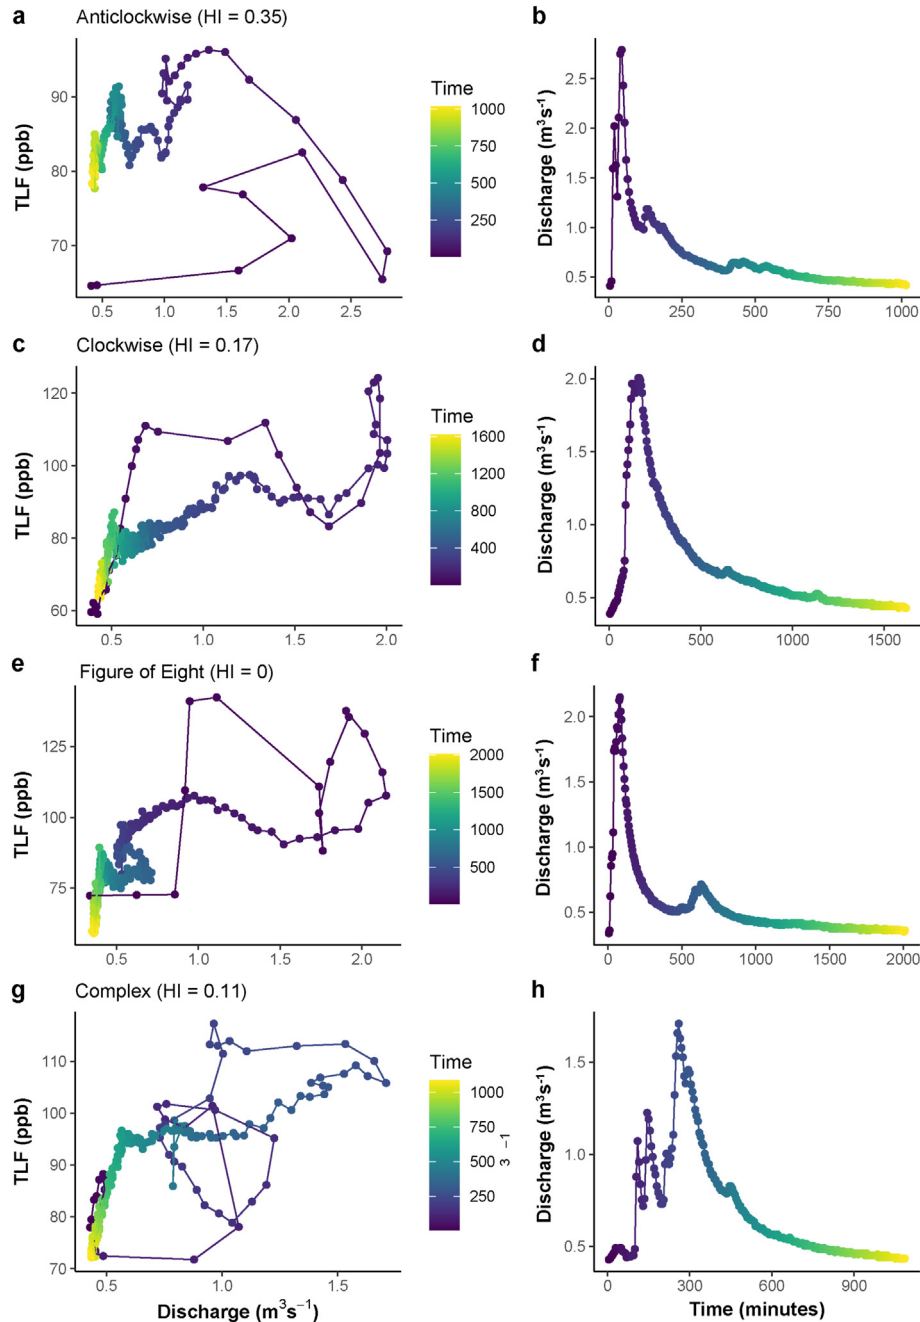 a Anticlockwise (HI = 0.35) b
TLF (ppb)
90
80
70
0.5 1.0 1.5 2.0 2.5
Time
1000
750
500
250
Discharge (m³s⁻¹)
2.5
2.0
1.5
1.0
0.5
0 250 500 750 1000
c Clockwise (HI = 0.17) d
TLF (ppb)
120
100
80
60
0.5 1.0 1.5 2.0
Time
1600
1200
800
400
Discharge (m³s⁻¹)
2.0
1.5
1.0
0.5
0 500 1000 1500
e Figure of Eight (HI = 0) f
TLF (ppb)
125
100
75
0.5 1.0 1.5 2.0
Time
2000
1500
1000
500
Discharge (m³s⁻¹)
2.0
1.5
1.0
0.5
0 500 1000 1500 2000
g Complex (HI = 0.11) h
TLF (ppb)
110
100
90
80
70
0.5 1.0 1.5
Discharge (m³s⁻¹)
Time
1000
750
500
250
3 −1
Discharge (m³s⁻¹)
1.5
1.0
0.5
0 300 600 900
Time (minutes)